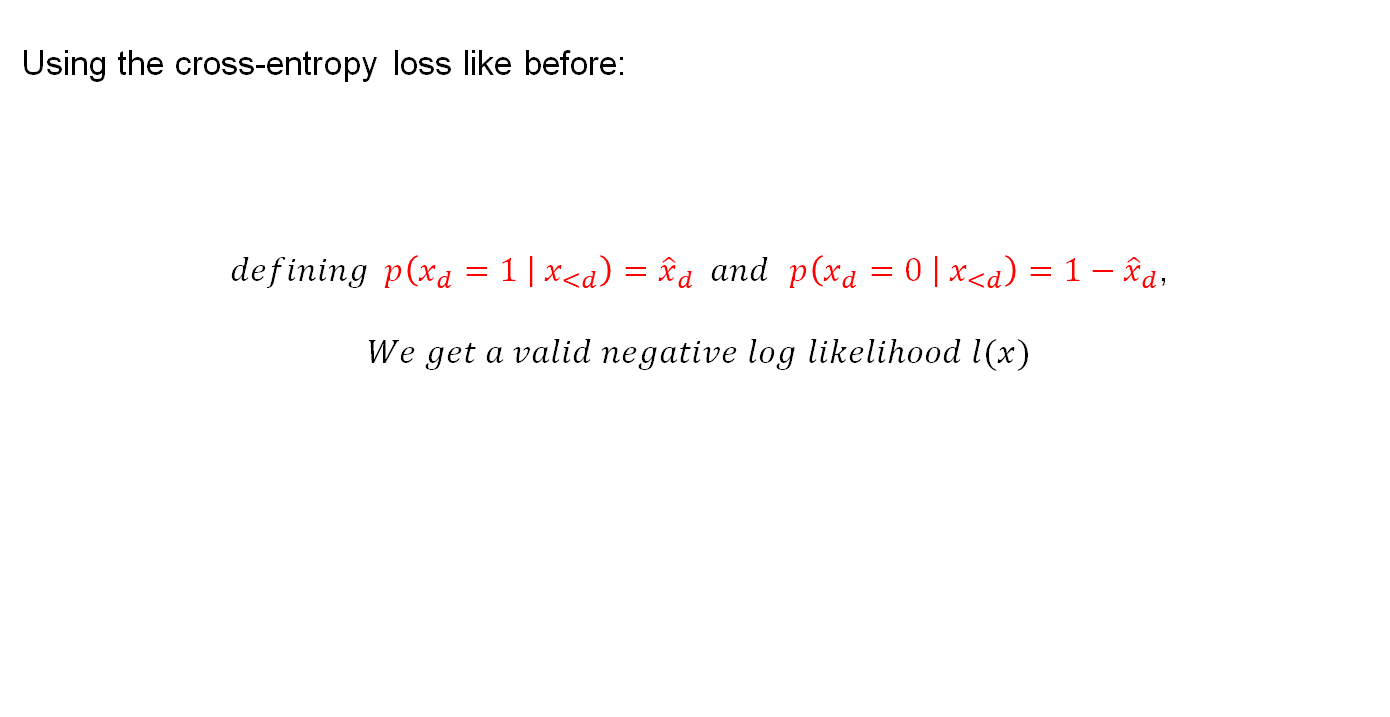 Using the cross-entropy loss like before:
defining p(x_d = 1 | x_{<d}) = x̂_d and p(x_d = 0 | x_{<d}) = 1 − x̂_d,
We get a valid negative log likelihood l(x)